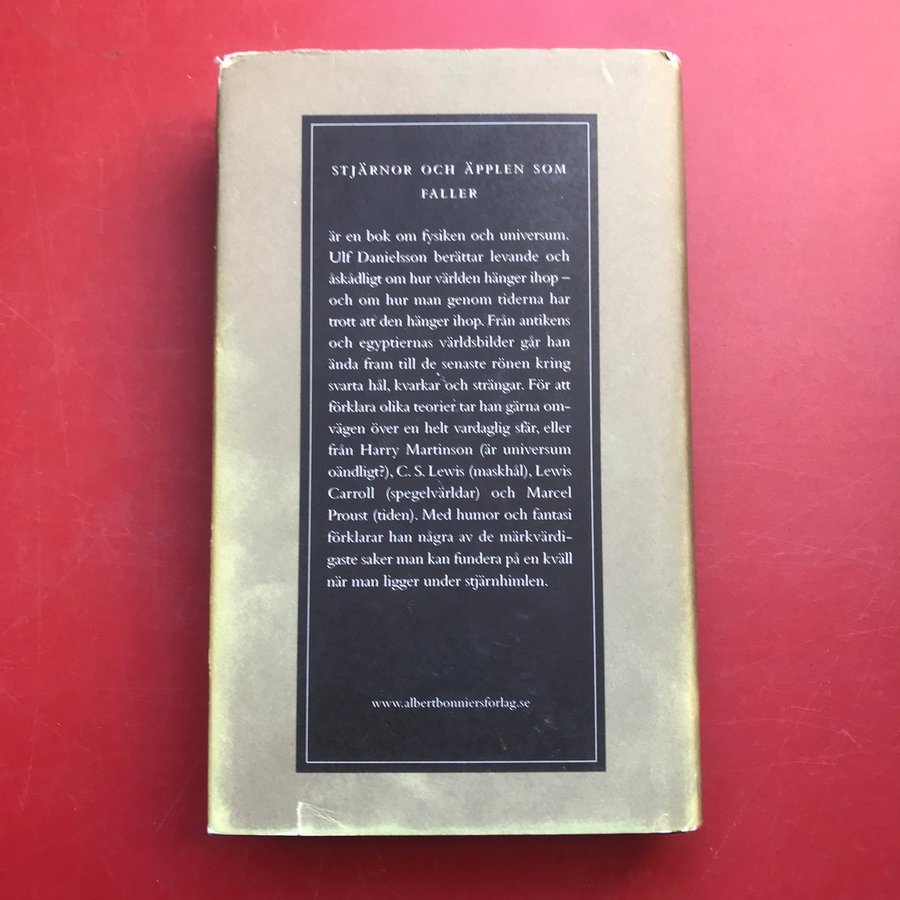 STJÄRNOR OCH ÄPPLEN SOM
FALLER
är en bok om fysiken och universum.
Ulf Danielsson berättar levande och
åskådligt om hur världen hänger ihop –
och om hur man genom tiderna har
trott att den hänger ihop. Från antikens
och egyptiernas världsbilder går han
ända fram till de senaste rönen kring
svarta hål, kvarkar och strängar. För att
förklara olika teorier tar han gärna om-
vägen över en helt vardaglig sfär, eller
från Harry Martinson (är universum
oändligt?), C. S. Lewis (maskhål), Lewis
Carroll (spegelvärldar) och Marcel
Proust (tiden). Med humor och fantasi
förklarar han några av de märkvärdi-
gaste saker man kan fundera på en kväll
när man ligger under stjärnhimlen.
www.albertbonniersforlag.se